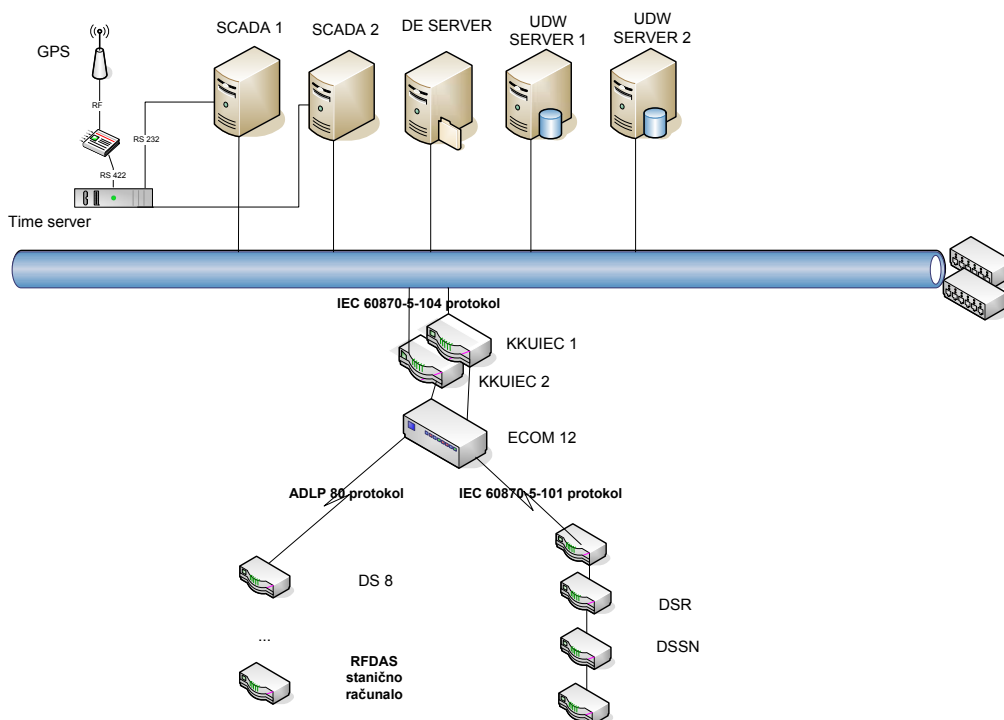 GPS
SCADA 1
SCADA 2
DE SERVER
UDW
SERVER 1
UDW
SERVER 2
RF
RS 232
RS 422
Time server
IEC 60870-5-104 protokol
KKUIEC 1
KKUIEC 2
ECOM 12
ADLP 80 protokol
IEC 60870-5-101 protokol
DS 8
DSR
...
DSSN
RFDAS
stanično
računalo